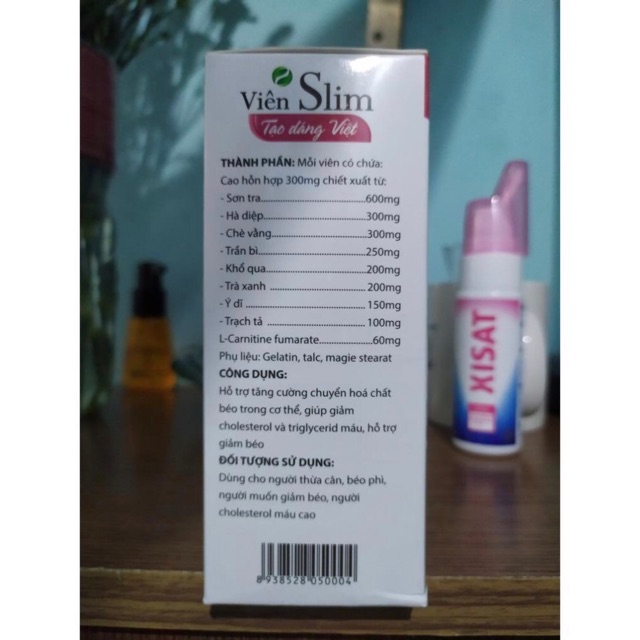 Viên Slim
Tạo dáng Việt
THÀNH PHẦN: Mỗi viên có chứa:
Cao hỗn hợp 300mg chiết xuất từ:
- Sơn tra..................................600mg
- Hà diệp..................................300mg
- Chè vằng..................................300mg
- Trần bì..................................250mg
- Khổ qua..................................200mg
- Trà xanh ..................................200mg
- Ý dĩ ..................................150mg
- Trạch tả ..................................100mg
L-Carnitine fumarate..................60mg
Phụ liệu: Gelatin, talc, magie stearat
CÔNG DỤNG:
Hỗ trợ tăng cường chuyển hoá chất
béo trong cơ thể, giúp giảm
cholesterol và triglycerid máu, hỗ trợ
giảm béo
ĐỐI TƯỢNG SỬ DỤNG:
Dùng cho người thừa cân, béo phì,
người muốn giảm béo, người
cholesterol máu cao
8 938528 050004
XISAT